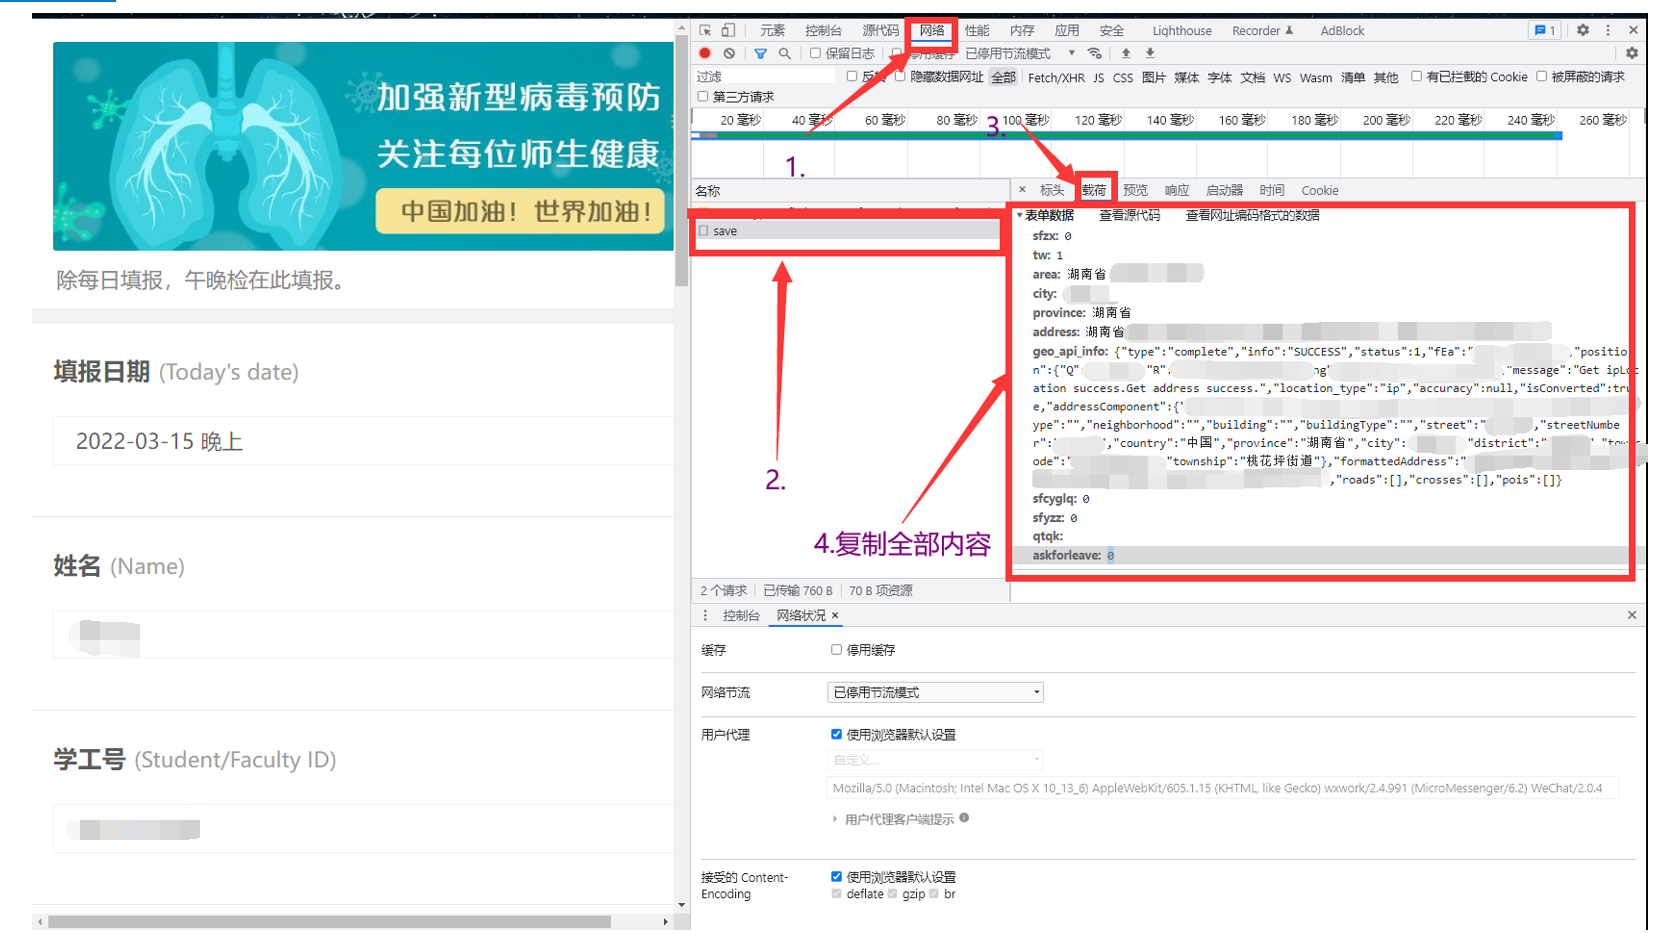 加强新型病毒预防
关注每位师生健康
中国加油！世界加油！
除每日填报，午晚检在此填报。
填报日期 (Today's date)
2022-03-15 晚上
姓名 (Name)
学工号 (Student/Faculty ID)
元素 控制台 源代码 网络 性能 内存 应用 安全 Lighthouse Recorder AdBlock 1
保留日志 停用缓存 已停用节流模式
过滤 反转 隐藏数据网址 全部 Fetch/XHR JS CSS 图片 媒体 字体 文档 WS Wasm 清单 其他 有已拦截的 Cookie 被屏蔽的请求
第三方请求
20 毫秒 40 毫秒 60 毫秒 80 毫秒 100 毫秒 120 毫秒 140 毫秒 160 毫秒 180 毫秒 200 毫秒 220 毫秒 240 毫秒 260 毫秒
1.
3.
名称
× 标头 载荷 预览 响应 启动器 时间 Cookie
save
表单数据 查看源代码 查看网址编码格式的数据
sfzx: 0
tw: 1
area: 湖南省
city:
province: 湖南省
address: 湖南省
geo_api_info: {"type":"complete","info":"SUCCESS","status":1,"fEa":" ,"positio
n":{"Q" "R". ng" "message":"Get ipLoc
ation success.Get address success.","location_type":"ip","accuracy":null,"isConverted":tru
e,"addressComponent":{"
ype":"","neighborhood":"","building":"","buildingType":"","street":" ,"streetNumbe
r": ,"country":"中国","province":"湖南省","city": "district":"
ode":" "township":"桃花坪街道"},"formattedAddress":"
,"roads":[],"crosses":[],"pois":[]}
sfcyglq: 0
sfyzz: 0
qtqk:
askforleave: 0
2.
4.复制全部内容
2 个请求 已传输 760 B 70 B 项资源
控制台 网络状况 ×
缓存 停用缓存
网络节流 已停用节流模式
用户代理 使用浏览器默认设置
自定义...
Mozilla/5.0 (Macintosh; Intel Mac OS X 10_13_6) AppleWebKit/605.1.15 (KHTML, like Gecko) wxwork/2.4.991 (MicroMessenger/6.2) WeChat/2.0.4
用户代理客户端提示
接受的 Content- 使用浏览器默认设置
Encoding deflate gzip br